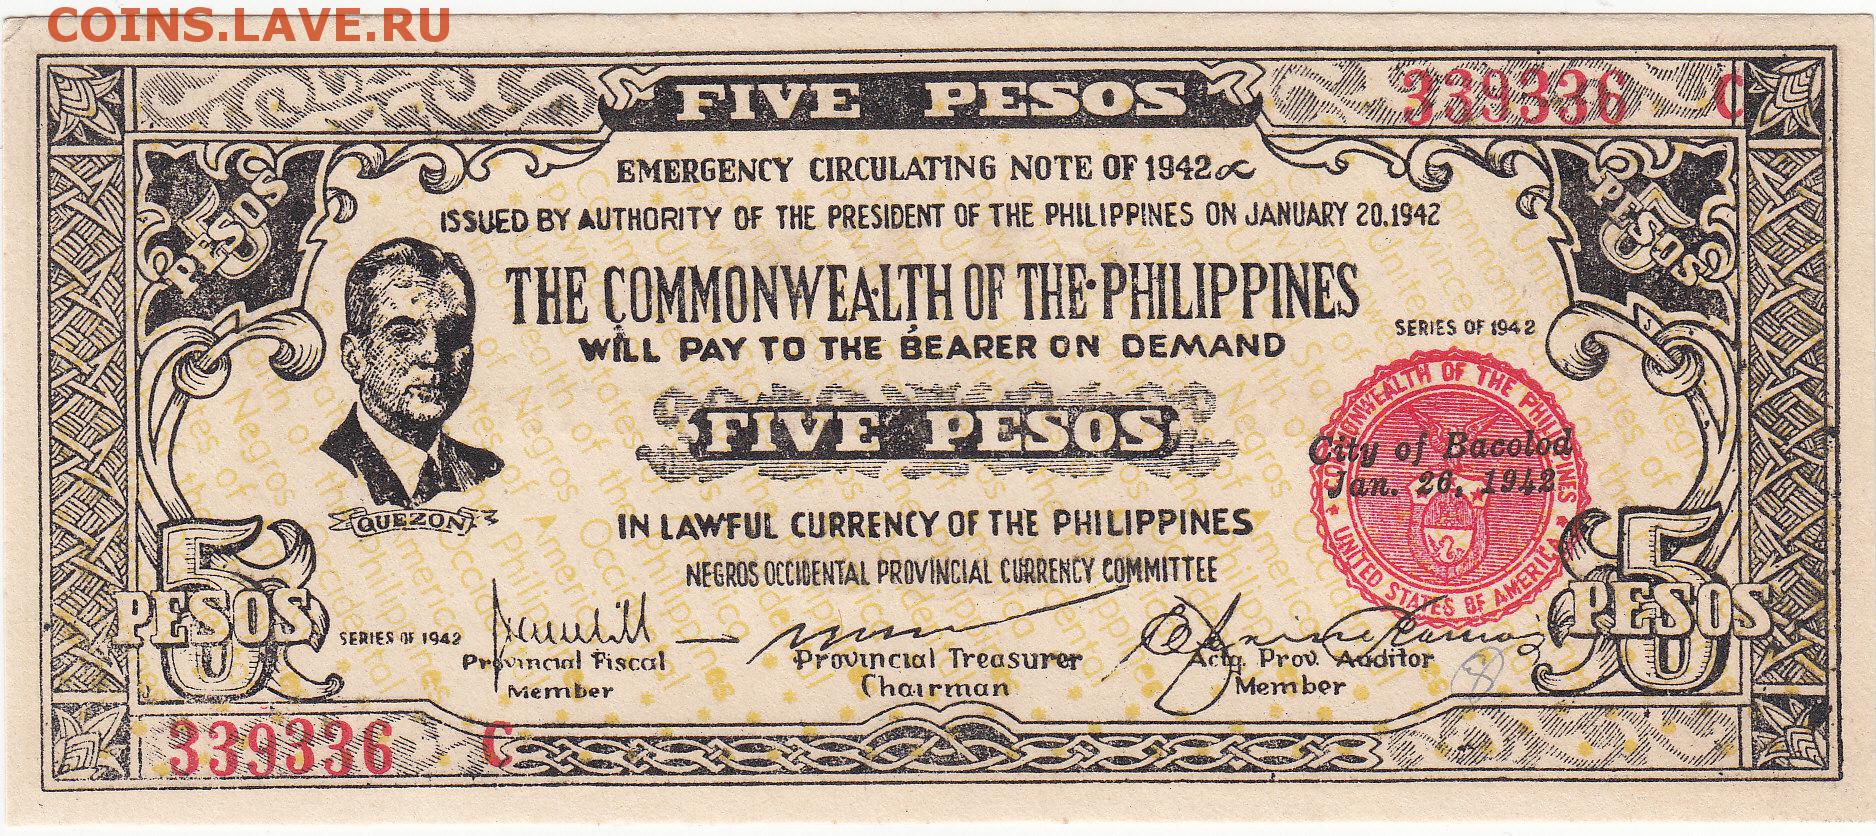 COINS.LAVE.RU
FIVE PESOS
339336 C
5 PESOS
5 PESOS
EMERGENCY CIRCULATING NOTE OF 1942
ISSUED BY AUTHORITY OF THE PRESIDENT OF THE PHILIPPINES ON JANUARY 20.1942
THE COMMONWEALTH OF THE PHILIPPINES
SERIES OF 1942
WILL PAY TO THE BEARER ON DEMAND
FIVE PESOS
COMMONWEALTH OF THE PHILIPPINES
City of Bacolod
Jan. 26, 1942
UNITED STATES OF AMERICA
QUEZON
IN LAWFUL CURRENCY OF THE PHILIPPINES
NEGROS OCCIDENTAL PROVINCIAL CURRENCY COMMITTEE
5 PESOS
5 PESOS
SERIES OF 1942
Provincial Fiscal
Member
Provincial Treasurer
Chairman
Actg. Prov. Auditor
Member
339336 C